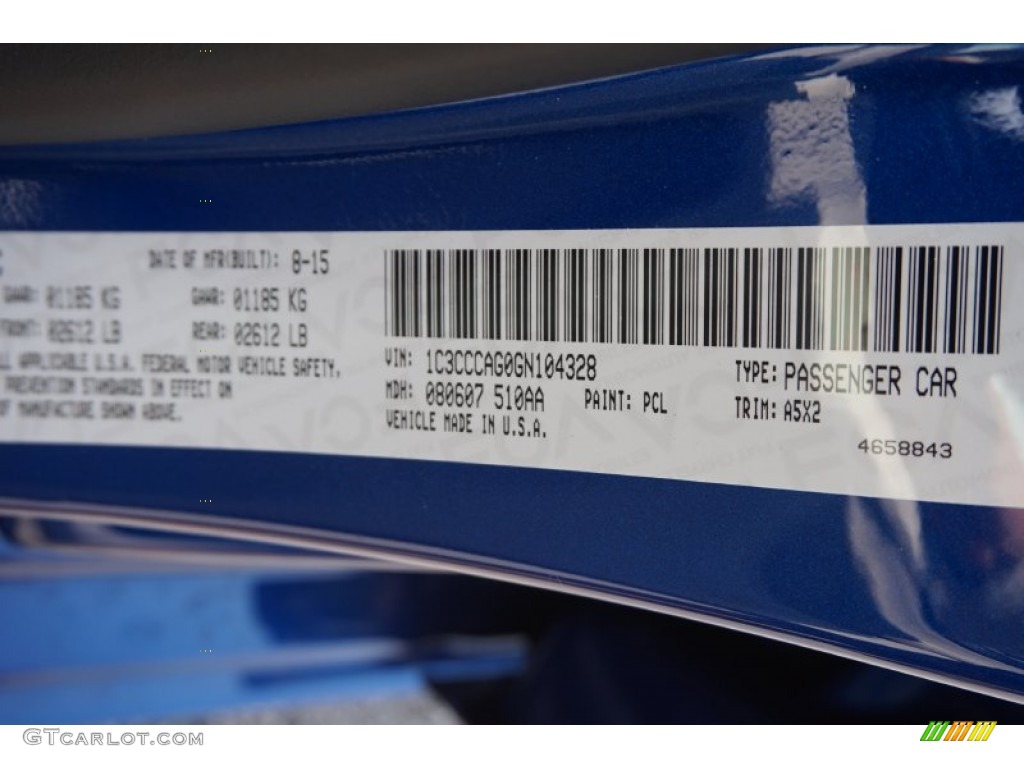 DATE OF MFR(BUILT): 8-15
GAWR: 01185 KG GAWR: 01185 KG
FRONT: 02612 LB REAR: 02612 LB
ALL APPLICABLE U.S.A. FEDERAL MOTOR VEHICLE SAFETY,
PREVENTION STANDARDS IN EFFECT ON
OF MANUFACTURE SHOWN ABOVE.
VIN: 1C3CCCAG0GN104328
MDH: 080607 510AA PAINT: PCL
VEHICLE MADE IN U.S.A.
TYPE: PASSENGER CAR
TRIM: A5X2
4658843
GTcarlot.com